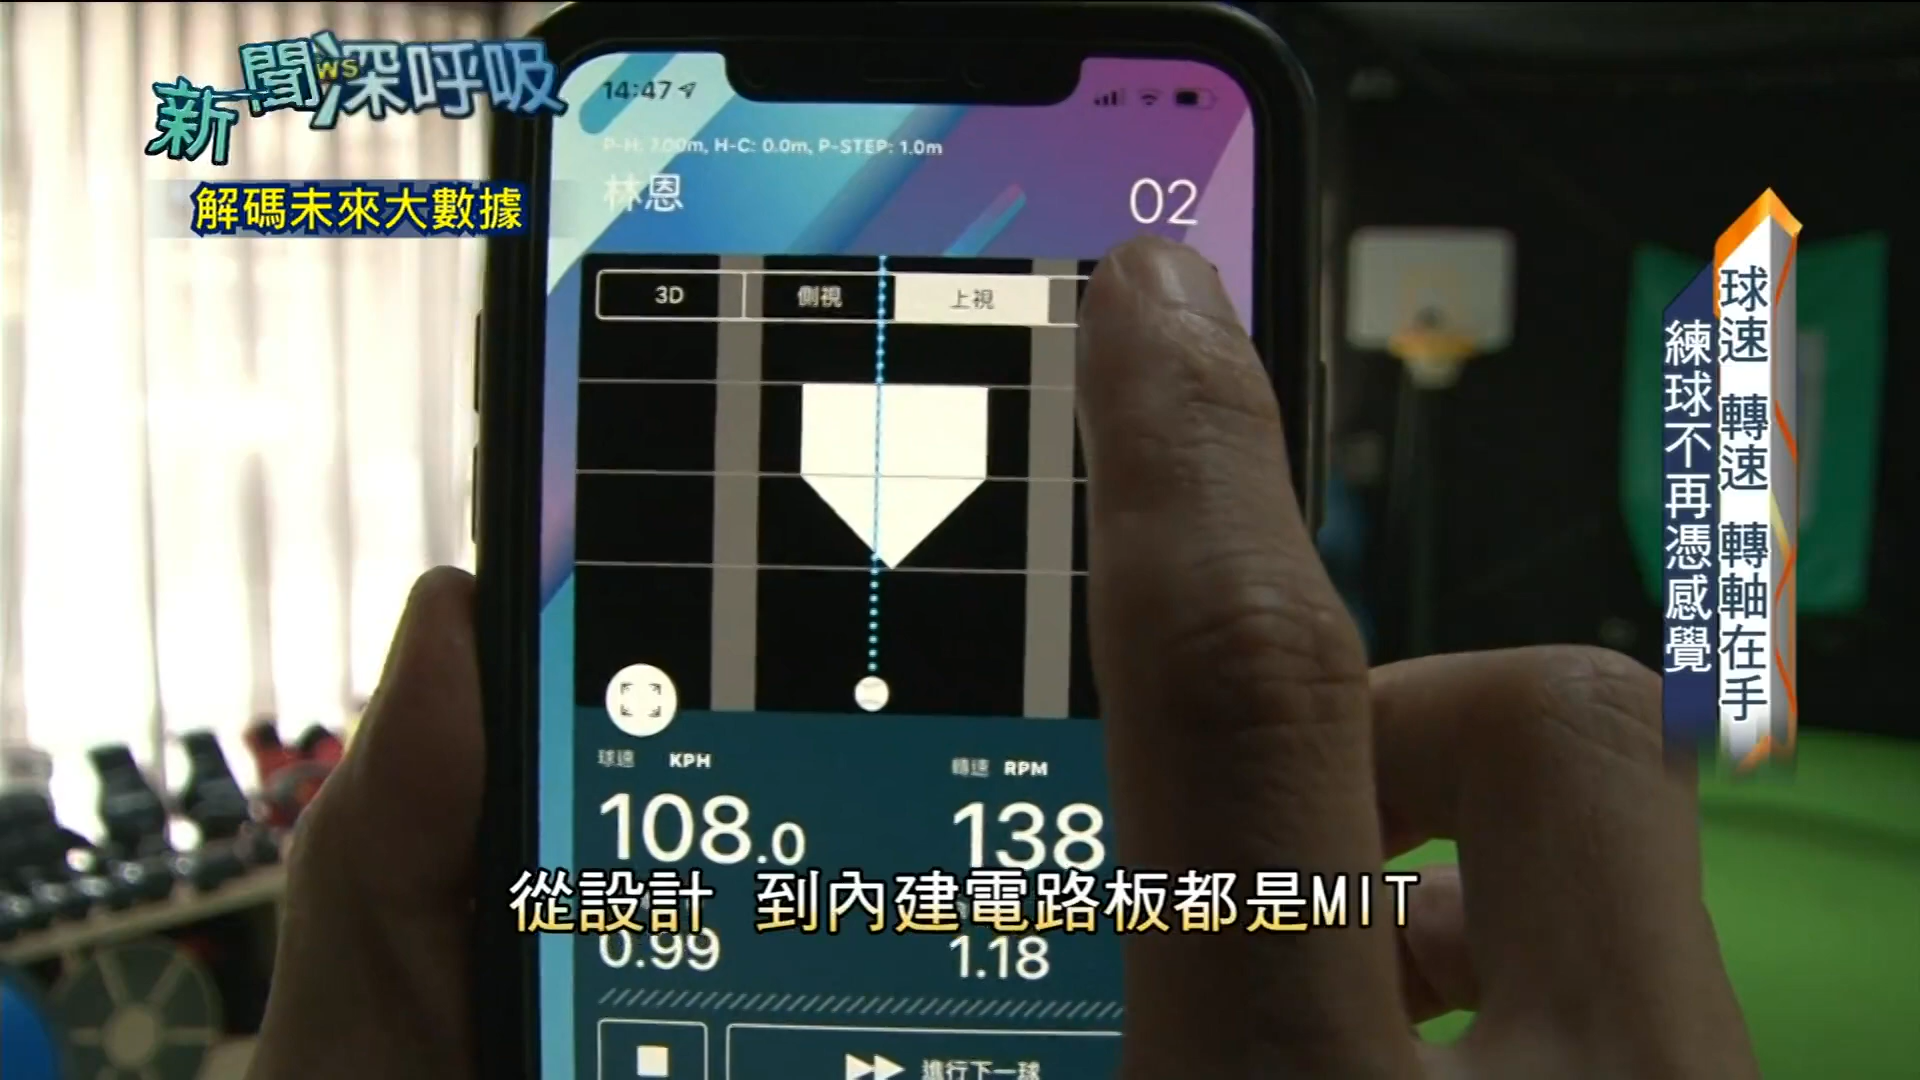 新聞深呼吸
WS
解碼未來大數據
14:47
P-H: 7.00m, H-C: 0.0m, P-STEP: 1.0m
林恩
02
3D
側視
上視
球速 KPH
轉速 RPM
108.0
138
從設計 到內建電路板都是MIT
0.99
1.18
進行下一球
球速 轉速 轉軸在手
練球不再憑感覺